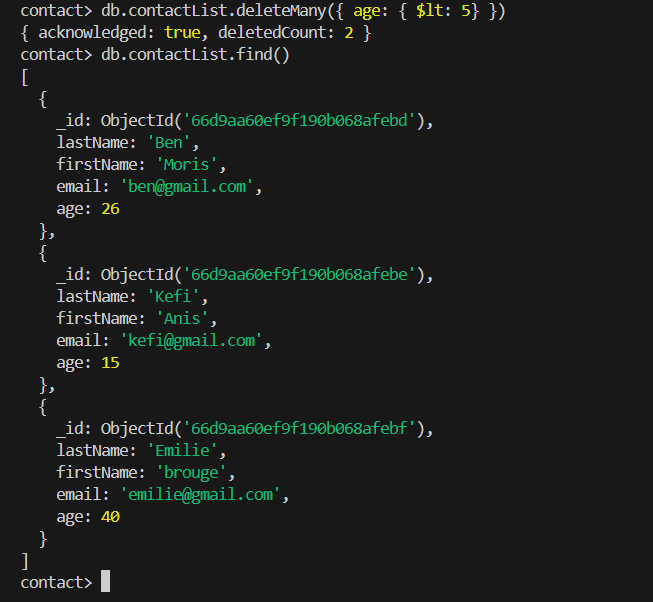 contact> db.contactList.deleteMany({ age: { $lt: 5} })
{ acknowledged: true, deletedCount: 2 }
contact> db.contactList.find()
[
  {
    _id: ObjectId('66d9aa60ef9f190b068afebd'),
    lastName: 'Ben',
    firstName: 'Moris',
    email: 'ben@gmail.com',
    age: 26
  },
  {
    _id: ObjectId('66d9aa60ef9f190b068afebe'),
    lastName: 'Kefi',
    firstName: 'Anis',
    email: 'kefi@gmail.com',
    age: 15
  },
  {
    _id: ObjectId('66d9aa60ef9f190b068afebf'),
    lastName: 'Emilie',
    firstName: 'brouge',
    email: 'emilie@gmail.com',
    age: 40
  }
]
contact>